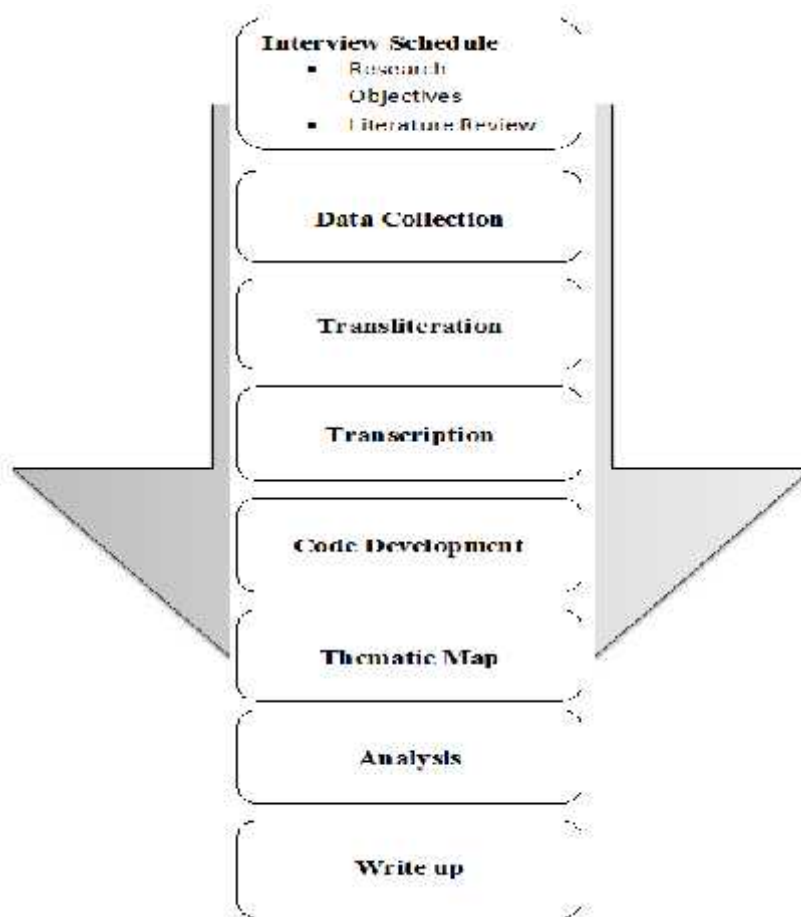 Interview Schedule
▪ Research
Objectives
▪ Literature Review
Data Collection
Transliteration
Transcription
Code Development
Thematic Map
Analysis
Write up